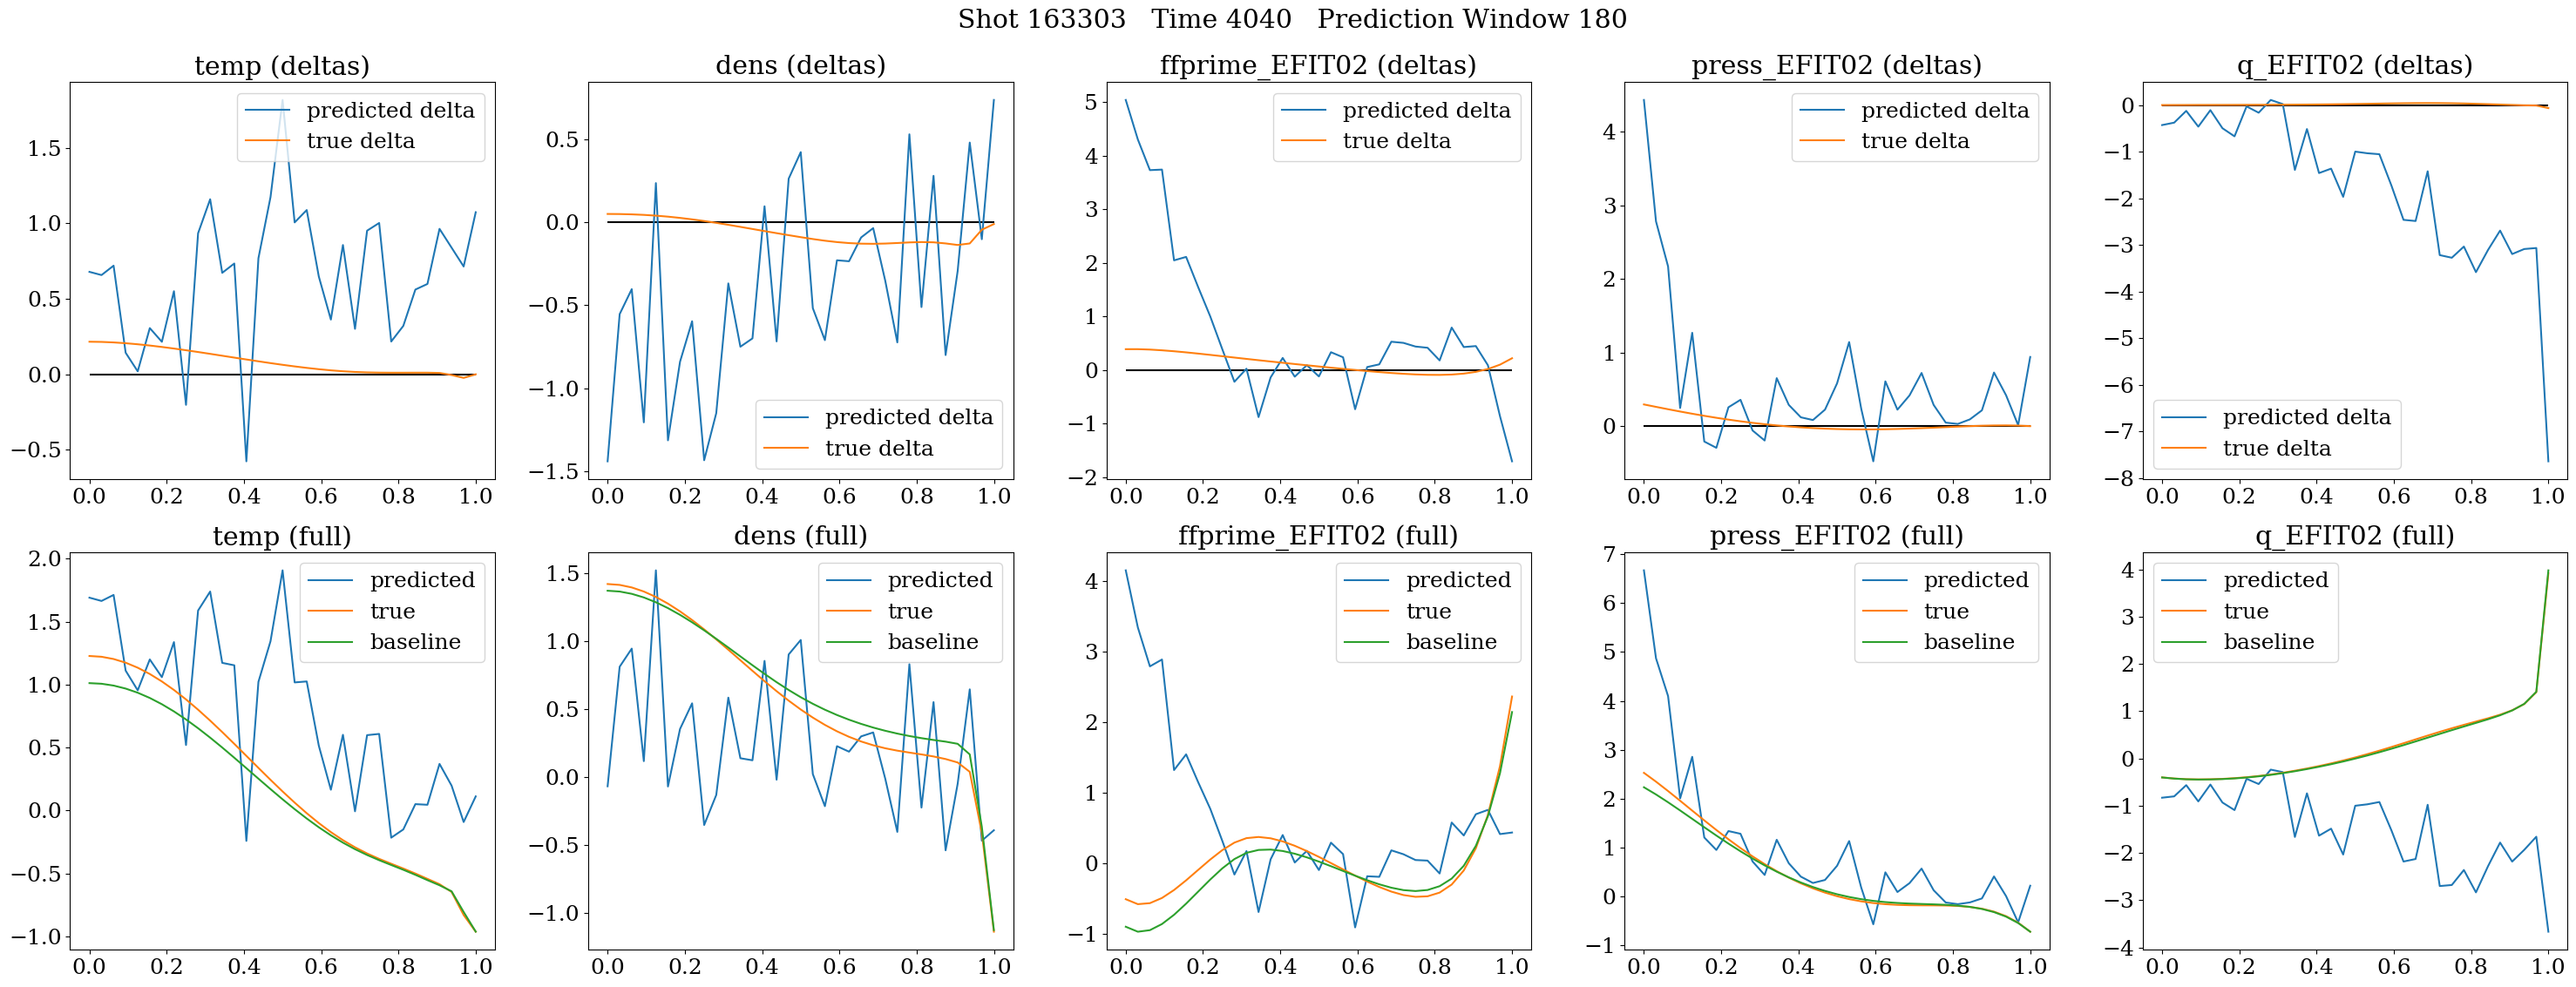 Shot 163303   Time 4040   Prediction Window 180
temp (deltas)
predicted delta
true delta
1.5
1.0
0.5
0.0
−0.5
0.0 0.2 0.4 0.6 0.8 1.0
dens (deltas)
0.5
0.0
−0.5
−1.0
−1.5
predicted delta
true delta
0.0 0.2 0.4 0.6 0.8 1.0
ffprime_EFIT02 (deltas)
predicted delta
true delta
5
4
3
2
1
0
−1
−2
0.0 0.2 0.4 0.6 0.8 1.0
press_EFIT02 (deltas)
predicted delta
true delta
4
3
2
1
0
0.0 0.2 0.4 0.6 0.8 1.0
q_EFIT02 (deltas)
0
−1
−2
−3
−4
−5
−6
−7
−8
predicted delta
true delta
0.0 0.2 0.4 0.6 0.8 1.0
temp (full)
predicted
true
baseline
2.0
1.5
1.0
0.5
0.0
−0.5
−1.0
0.0 0.2 0.4 0.6 0.8 1.0
dens (full)
predicted
true
baseline
1.5
1.0
0.5
0.0
−0.5
−1.0
0.0 0.2 0.4 0.6 0.8 1.0
ffprime_EFIT02 (full)
predicted
true
baseline
4
3
2
1
0
−1
0.0 0.2 0.4 0.6 0.8 1.0
press_EFIT02 (full)
predicted
true
baseline
7
6
5
4
3
2
1
0
−1
0.0 0.2 0.4 0.6 0.8 1.0
q_EFIT02 (full)
predicted
true
baseline
4
3
2
1
0
−1
−2
−3
−4
0.0 0.2 0.4 0.6 0.8 1.0